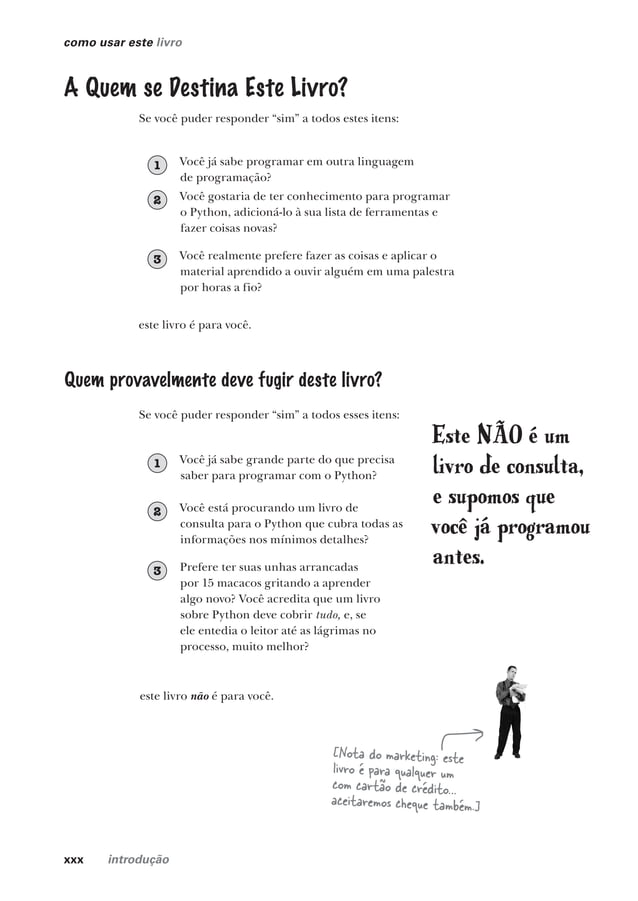 como usar este livro
A Quem se Destina Este Livro?
Se você puder responder “sim” a todos estes itens:
1 Você já sabe programar em outra linguagem
de programação?
2 Você gostaria de ter conhecimento para programar
o Python, adicioná-lo à sua lista de ferramentas e
fazer coisas novas?
3 Você realmente prefere fazer as coisas e aplicar o
material aprendido a ouvir alguém em uma palestra
por horas a fio?
este livro é para você.
Quem provavelmente deve fugir deste livro?
Se você puder responder “sim” a todos esses itens:
1 Você já sabe grande parte do que precisa
saber para programar com o Python?
2 Você está procurando um livro de
consulta para o Python que cubra todas as
informações nos mínimos detalhes?
3 Prefere ter suas unhas arrancadas
por 15 macacos gritando a aprender
algo novo? Você acredita que um livro
sobre Python deve cobrir tudo, e, se
ele entedia o leitor até as lágrimas no
processo, muito melhor?
este livro não é para você.
Este NÃO é um
livro de consulta,
e supomos que
você já programou
antes.
[Nota do marketing: este
livro é para qualquer um
com cartão de crédito...
aceitaremos cheque também.]
xxx introdução